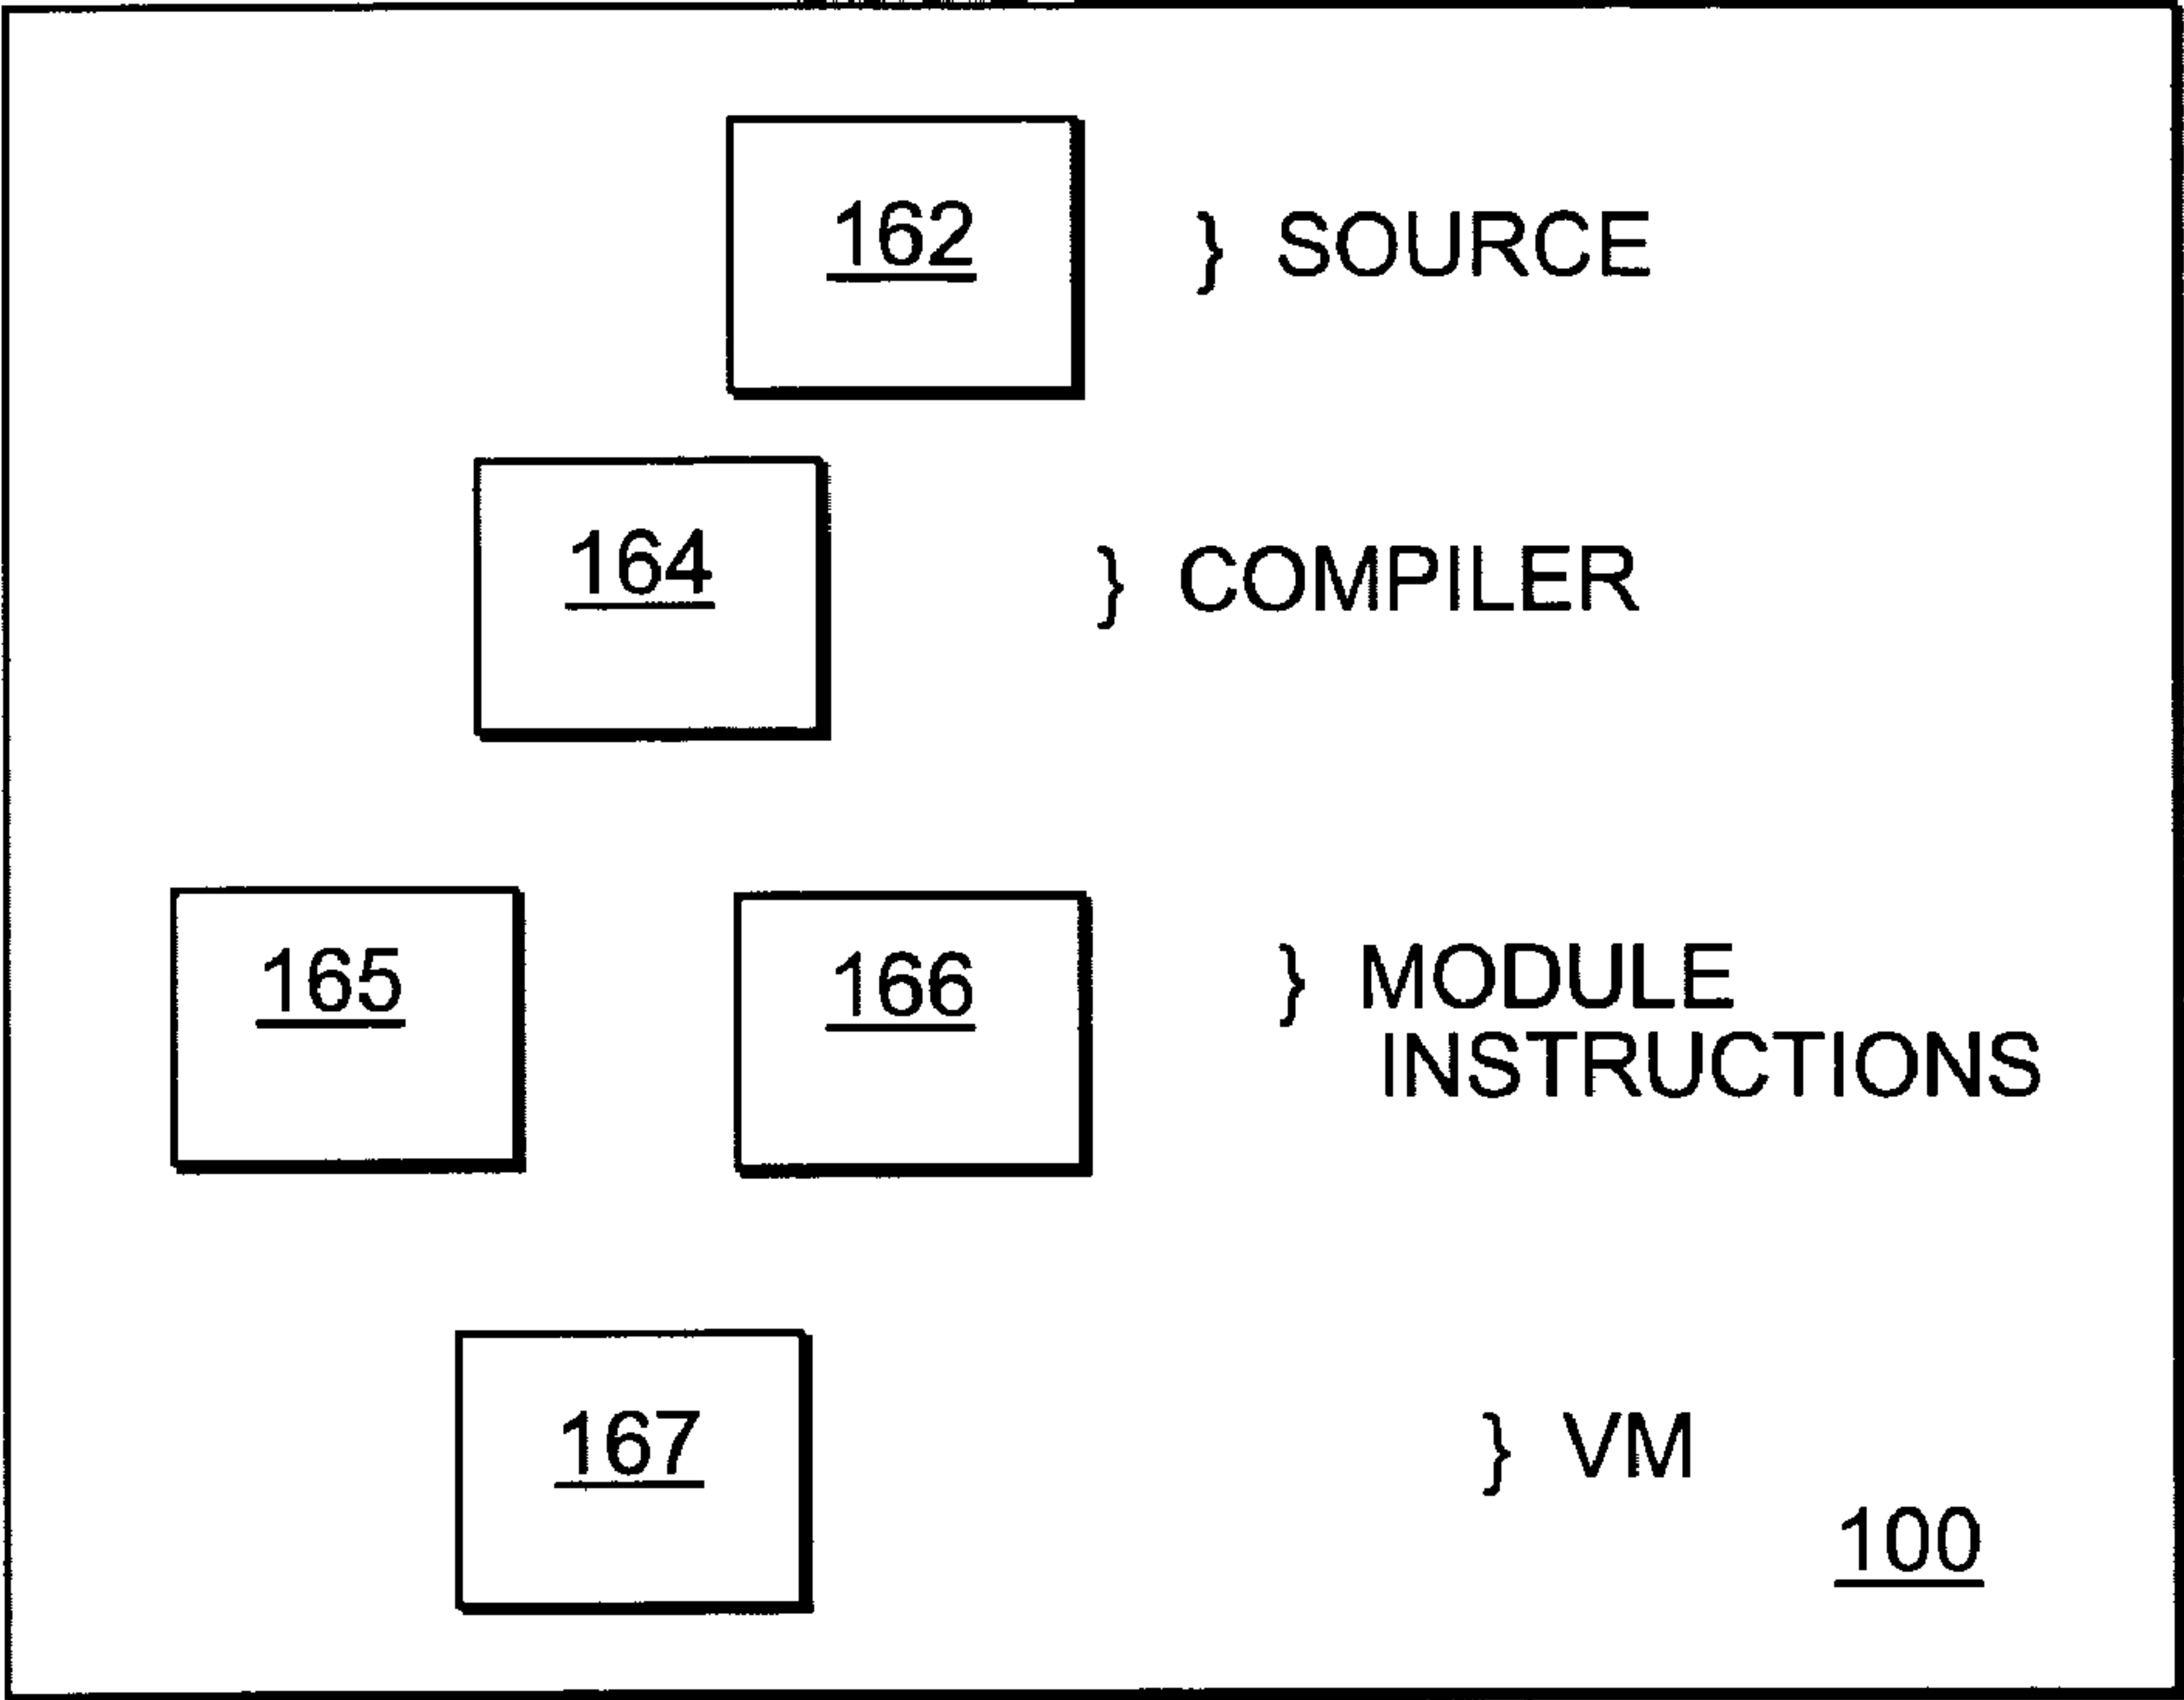 162 } SOURCE
164 } COMPILER
165 166 } MODULE
INSTRUCTIONS
167 } VM
100